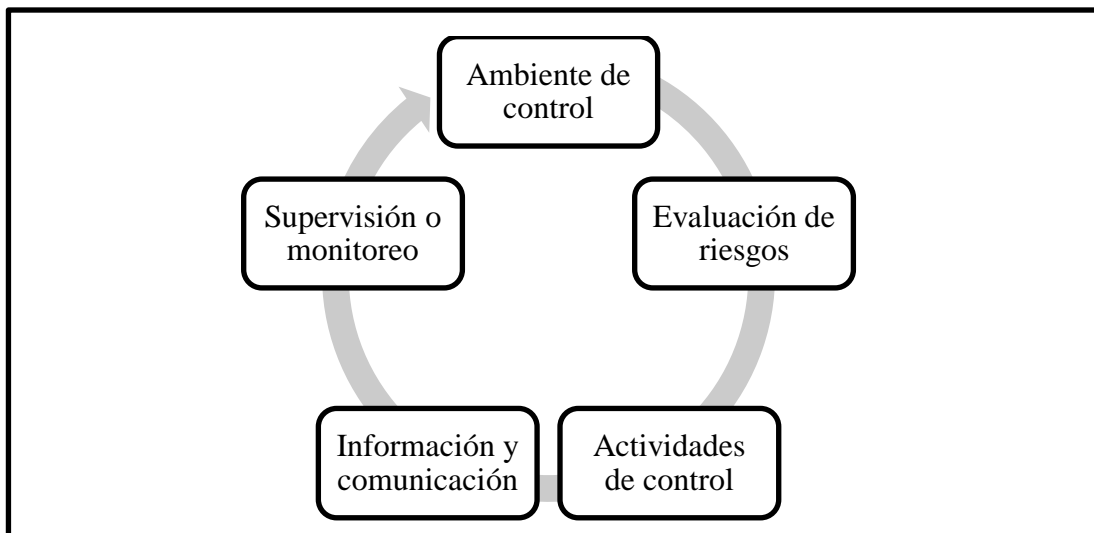 Ambiente de
control
Evaluación de
riesgos
Actividades
de control
Información y
comunicación
Supervisión o
monitoreo